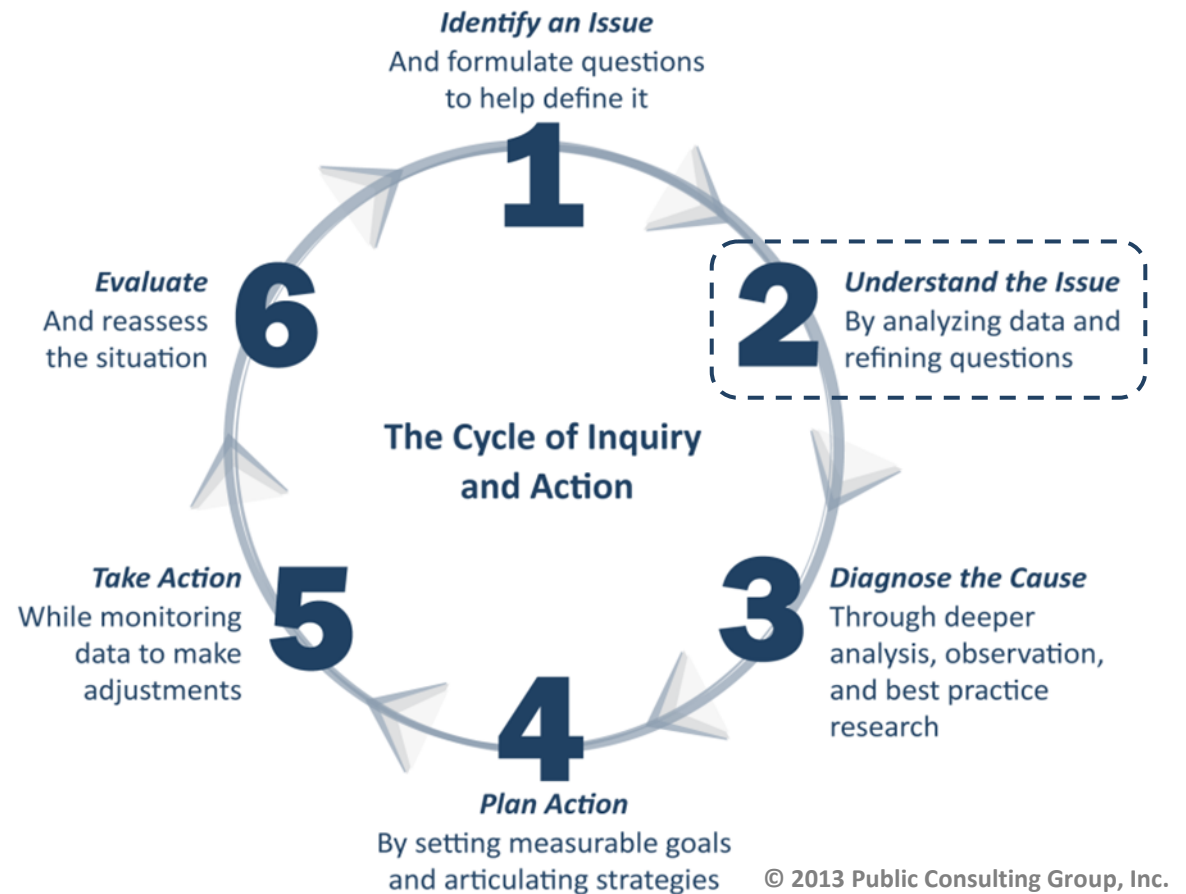 Identify an Issue
And formulate questions
to help define it
1
2
Understand the Issue
By analyzing data and
refining questions
3
Diagnose the Cause
Through deeper
analysis, observation,
and best practice
research
4
Plan Action
By setting measurable goals
and articulating strategies
5
Take Action
While monitoring
data to make
adjustments
6
Evaluate
And reassess
the situation
The Cycle of Inquiry
and Action
© 2013 Public Consulting Group, Inc.